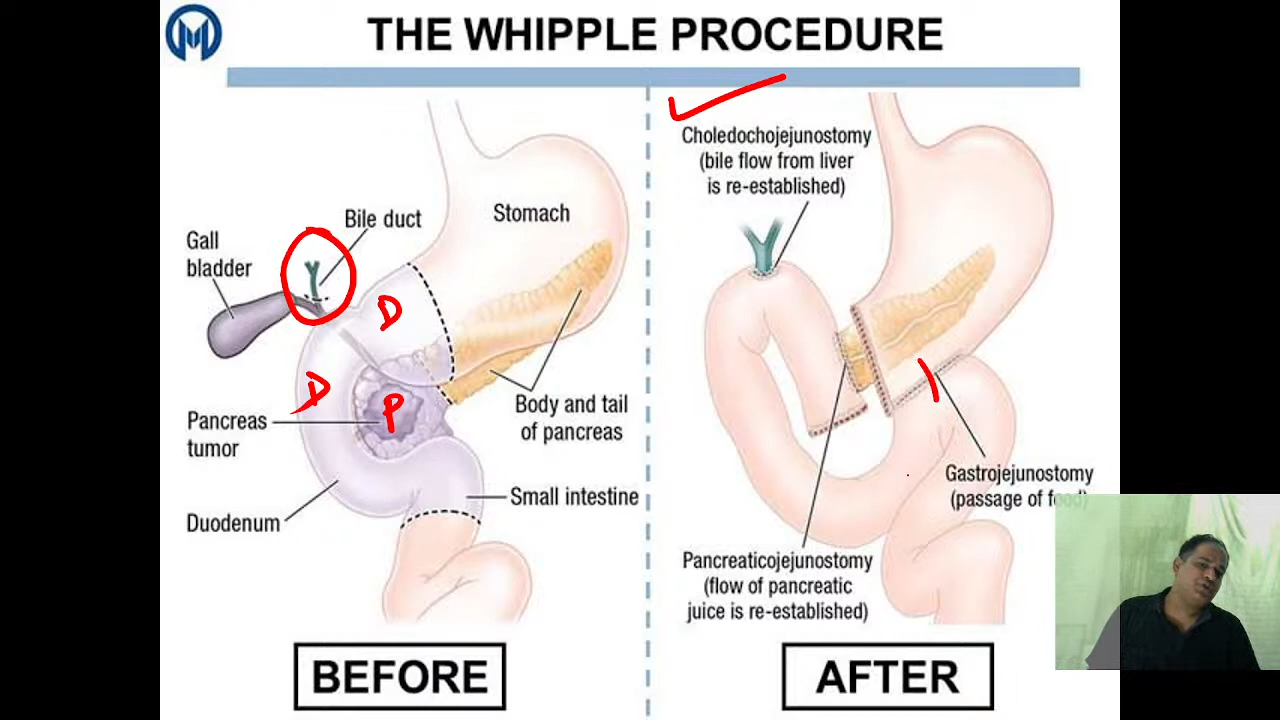 THE WHIPPLE PROCEDURE
Choledochojejunostomy
(bile flow from liver
is re-established)
Bile duct
Stomach
Gall
bladder
D
D
P
Pancreas
tumor
Body and tail
of pancreas
Small intestine
Duodenum
Gastrojejunostomy
(passage of food)
Pancreaticojejunostomy
(flow of pancreatic
juice is re-established)
BEFORE
AFTER